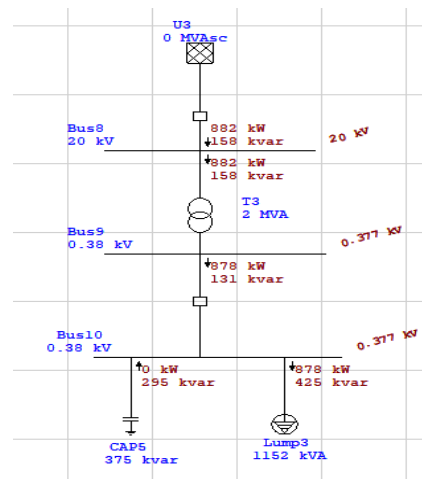 U3
0 MVAsc
Bus8
20 kV
882 kW
158 kvar
20 kV
882 kW
158 kvar
T3
2 MVA
Bus9
0.38 kV
0.377 kV
878 kW
131 kvar
Bus10
0.38 kV
0.377 kV
0 kW
295 kvar
878 kW
425 kvar
CAP5
375 kvar
Lump3
1152 kVA